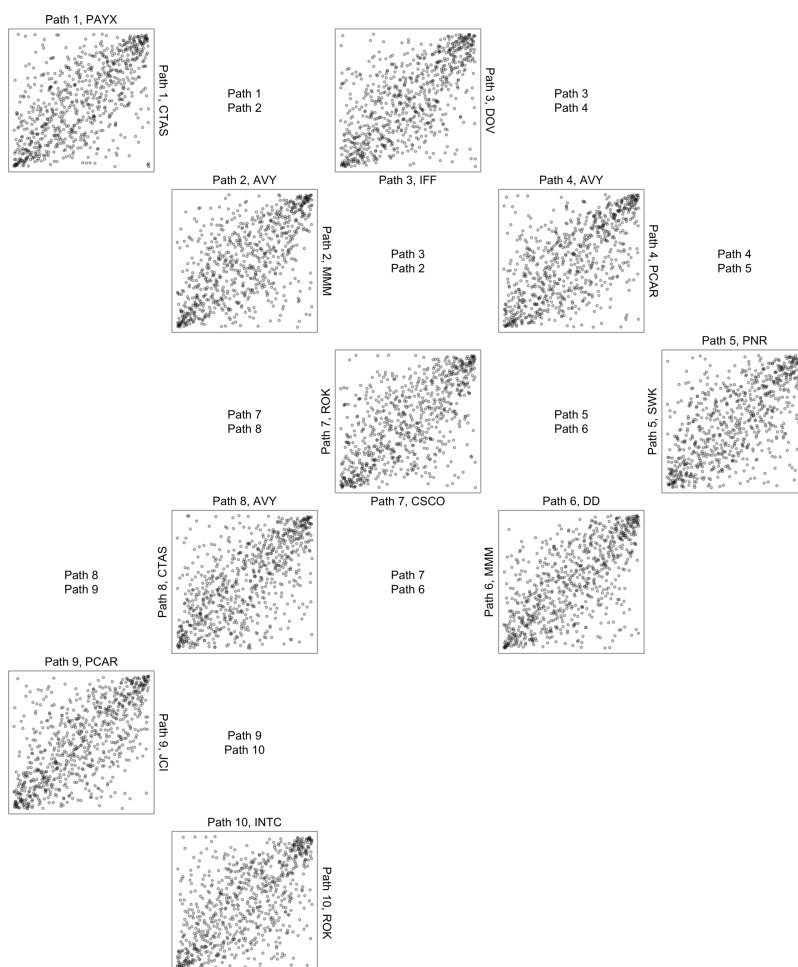 Path 1, PAYX
Path 1, CTAS
Path 1
Path 2
Path 3, DOV
Path 3
Path 4
Path 2, AVY
Path 3, IFF
Path 4, AVY
Path 2, MMM
Path 3
Path 2
Path 4, PCAR
Path 4
Path 5
Path 5, PNR
Path 7
Path 8
Path 7, ROK
Path 5
Path 6
Path 5, SWK
Path 8, AVY
Path 7, CSCO
Path 6, DD
Path 8
Path 9
Path 8, CTAS
Path 7
Path 6
Path 6, MMM
Path 9, PCAR
Path 9, JCI
Path 9
Path 10
Path 10, INTC
Path 10, ROK